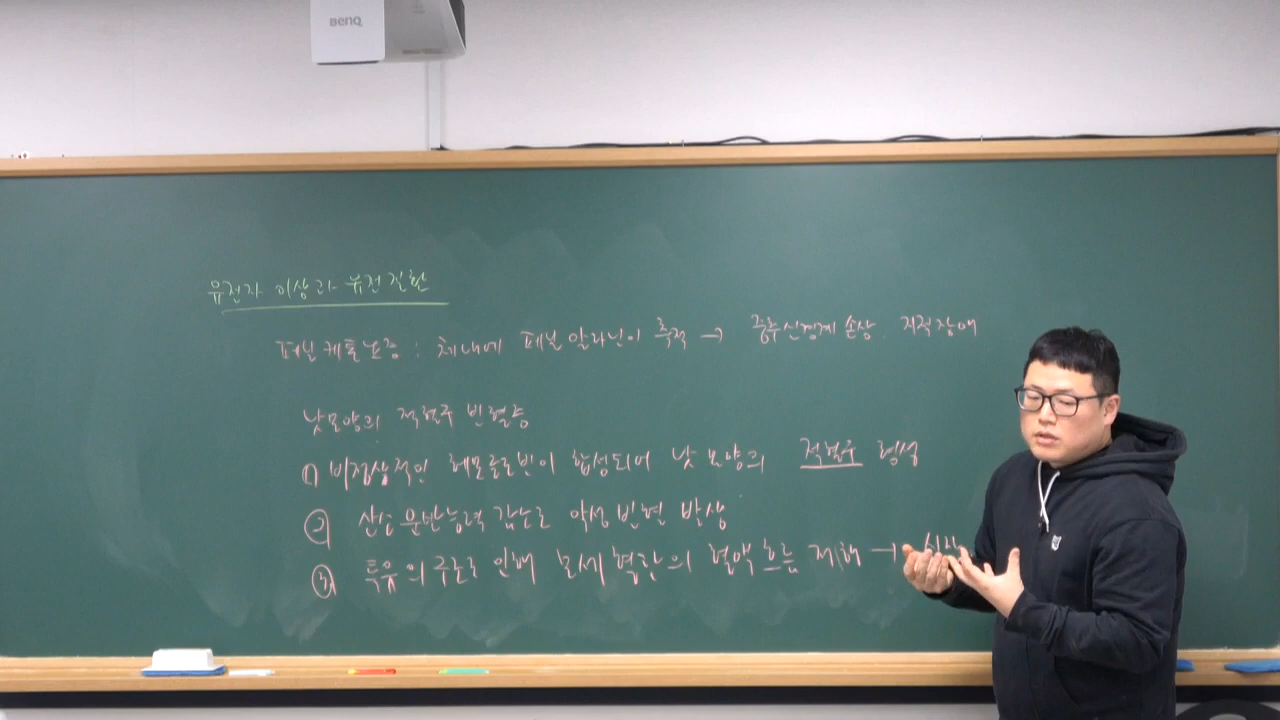 BenQ
유전자 이상과 유전질환
페닐케톤뇨증 : 체내에 페닐알라닌이 축적 → 중추신경계 손상. 지적장애
낫모양의 적혈구 빈혈증
① 비정상적인 헤모글로빈이 합성되어 낫 모양의 적혈구 형성
② 산소 운반능력 감소로 악성 빈혈 발생
③ 특유의 구조로 인해 모세혈관의 혈액 흐름 저해 →